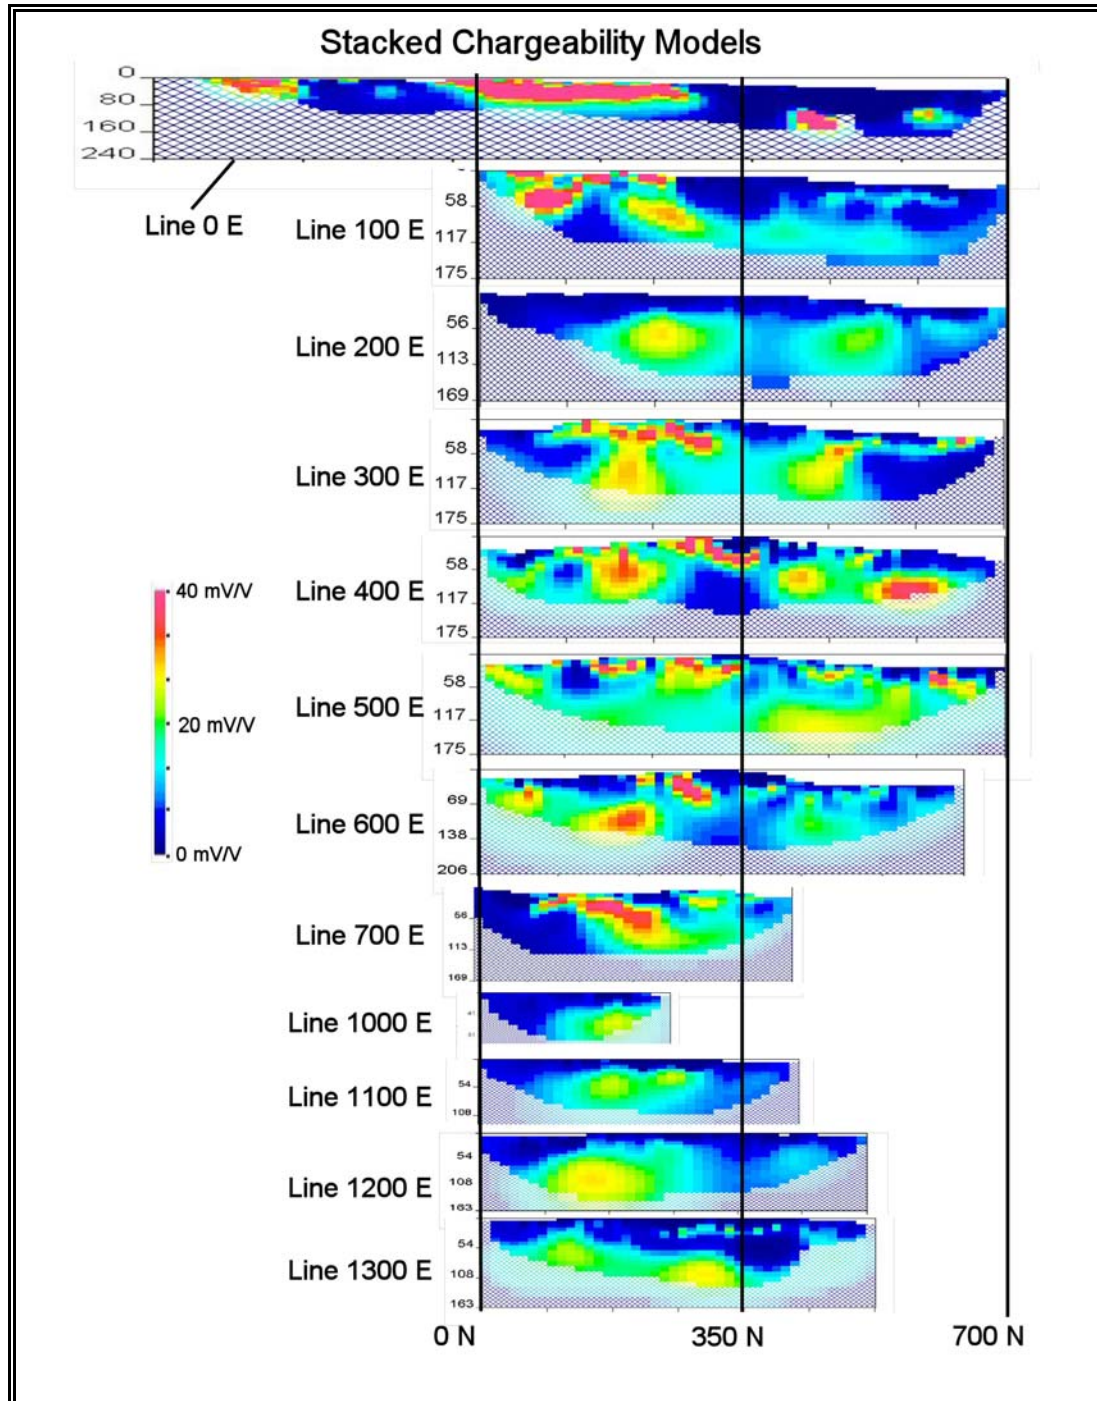 Stacked Chargeability Models
0
80
160
240
Line 0 E
Line 100 E
58
117
175
Line 200 E
56
113
169
Line 300 E
58
117
175
Line 400 E
58
117
175
40 mV/V
20 mV/V
0 mV/V
Line 500 E
58
117
175
Line 600 E
69
138
206
Line 700 E
56
113
169
Line 1000 E
Line 1100 E
54
108
Line 1200 E
54
108
163
Line 1300 E
54
108
163
0 N
350 N
700 N